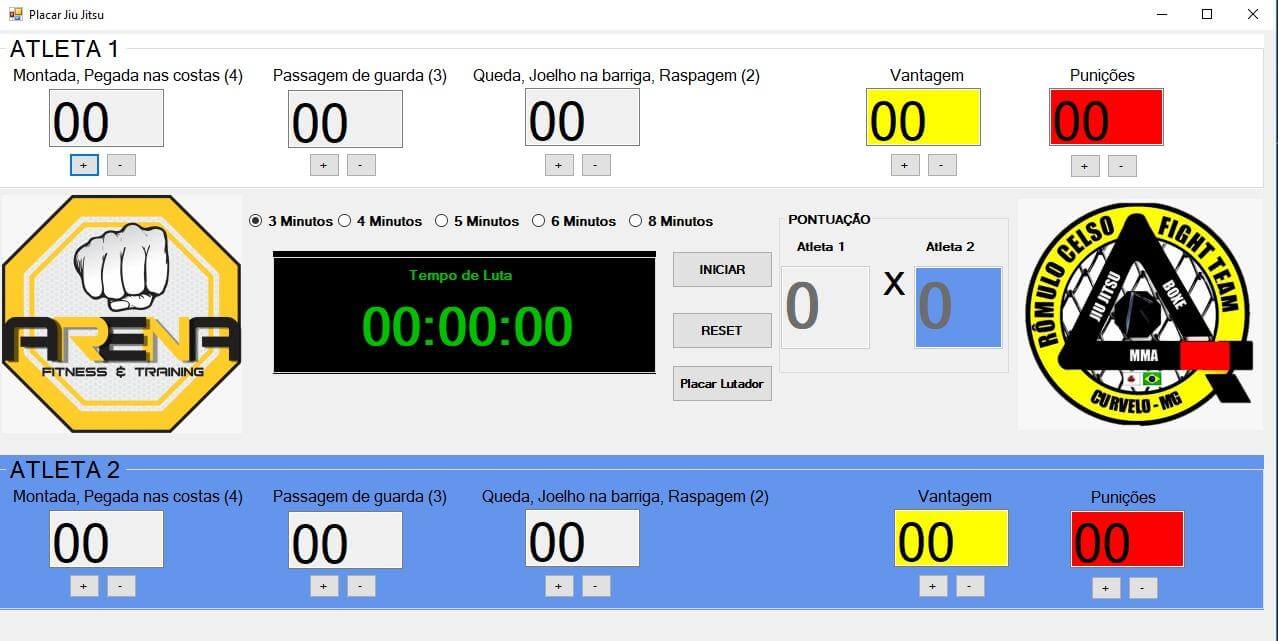 Placar Jiu Jitsu
ATLETA 1
Montada, Pegada nas costas (4) Passagem de guarda (3) Queda, Joelho na barriga, Raspagem (2) Vantagem Punições
00 00 00 00 00
+ - + - + - + - + -
3 Minutos 4 Minutos 5 Minutos 6 Minutos 8 Minutos
Tempo de Luta
00:00:00
INICIAR
RESET
Placar Lutador
PONTUAÇÃO
Atleta 1 Atleta 2
0 X 0
ARENA
FITNESS & TRAINING
RÔMULO CELSO FIGHT TEAM
JIU JITSU
BOXE
MMA
CURVELO - MG
ATLETA 2
Montada, Pegada nas costas (4) Passagem de guarda (3) Queda, Joelho na barriga, Raspagem (2) Vantagem Punições
00 00 00 00 00
+ - + - + - + - + -